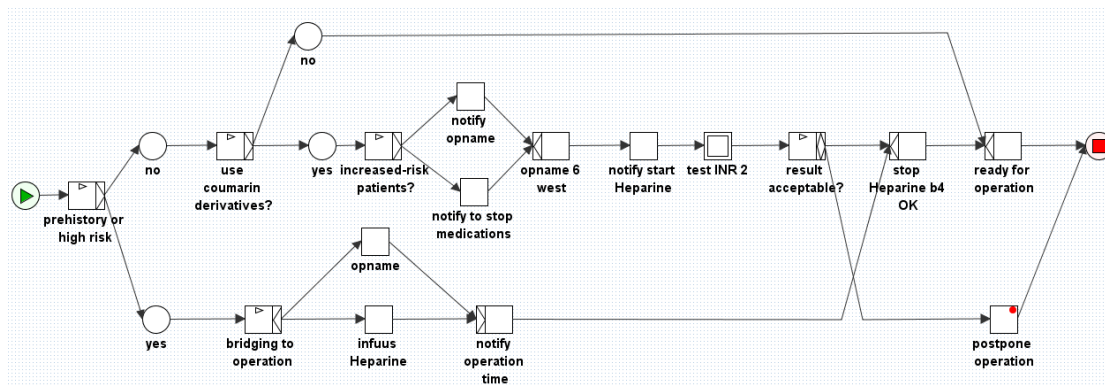 no
notify
opname
no
use
coumarin
derivatives?
yes
increased-risk
patients?
notify to stop
medications
opname 6
west
notify start
Heparine
test INR 2
result
acceptable?
stop
Heparine b4
OK
ready for
operation
prehistory or
high risk
opname
yes
bridging to
operation
infuus
Heparine
notify
operation
time
postpone
operation